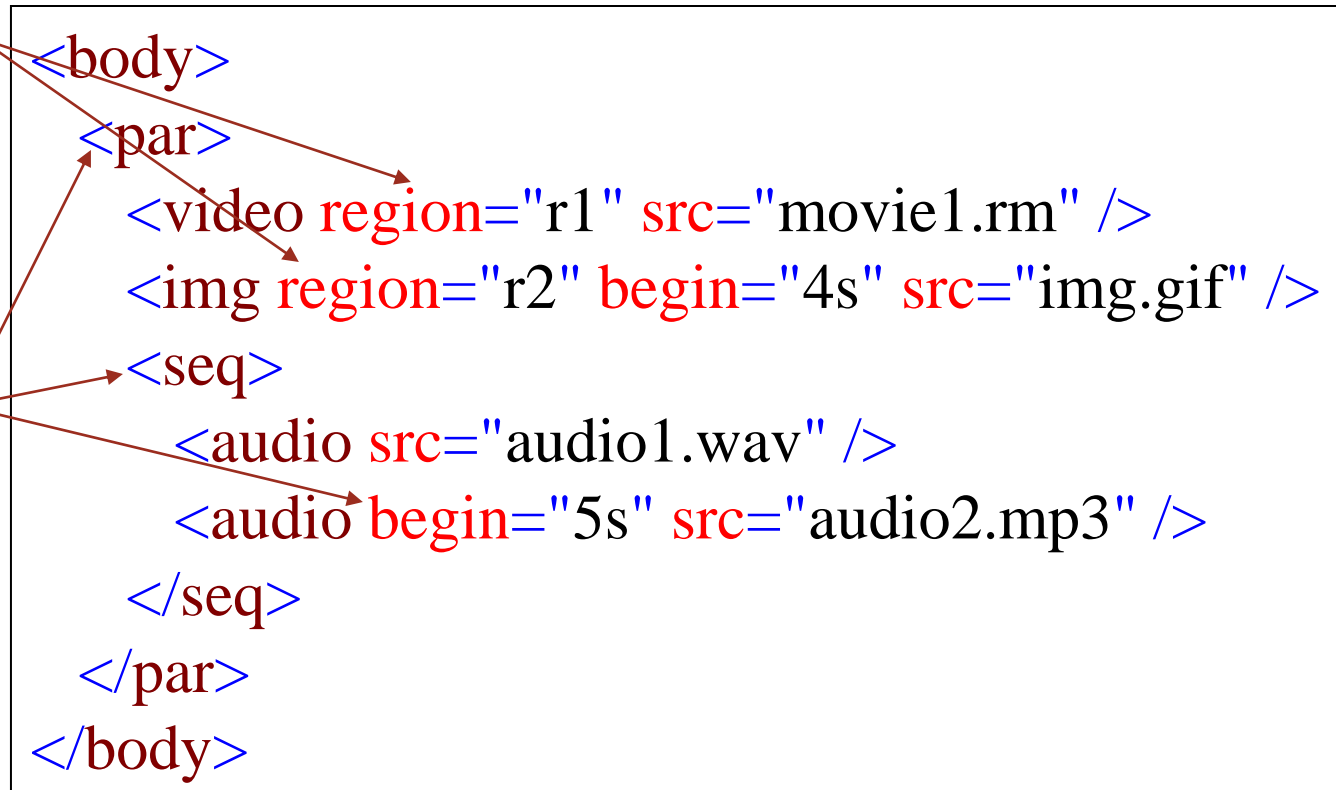 <body>
<par>
<video region="r1" src="movie1.rm" />
<img region="r2" begin="4s" src="img.gif" />
<seq>
<audio src="audio1.wav" />
<audio begin="5s" src="audio2.mp3" />
</seq>
</par>
</body>